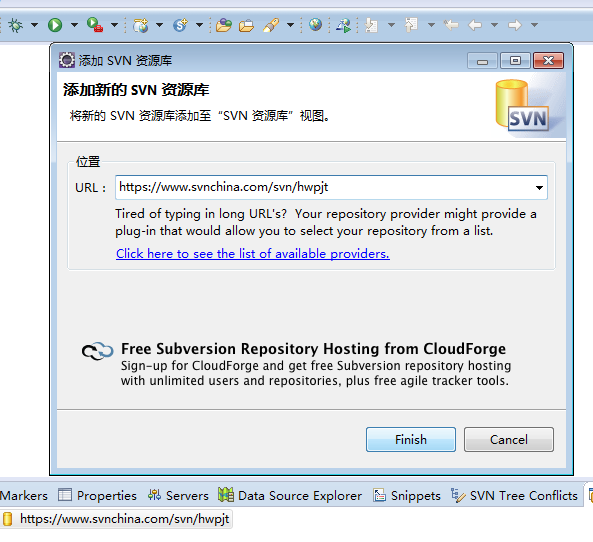 添加 SVN 资源库
添加新的 SVN 资源库
将新的 SVN 资源库添加至“SVN 资源库”视图。
SVN
位置
URL： https://www.svnchina.com/svn/hwpjt
Tired of typing in long URL's? Your repository provider might provide a
plug-in that would allow you to select your repository from a list.
Click here to see the list of available providers.
Free Subversion Repository Hosting from CloudForge
Sign-up for CloudForge and get free Subversion repository hosting
with unlimited users and repositories, plus free agile tracker tools.
Finish Cancel
Markers Properties Servers Data Source Explorer Snippets SVN Tree Conflicts
https://www.svnchina.com/svn/hwpjt